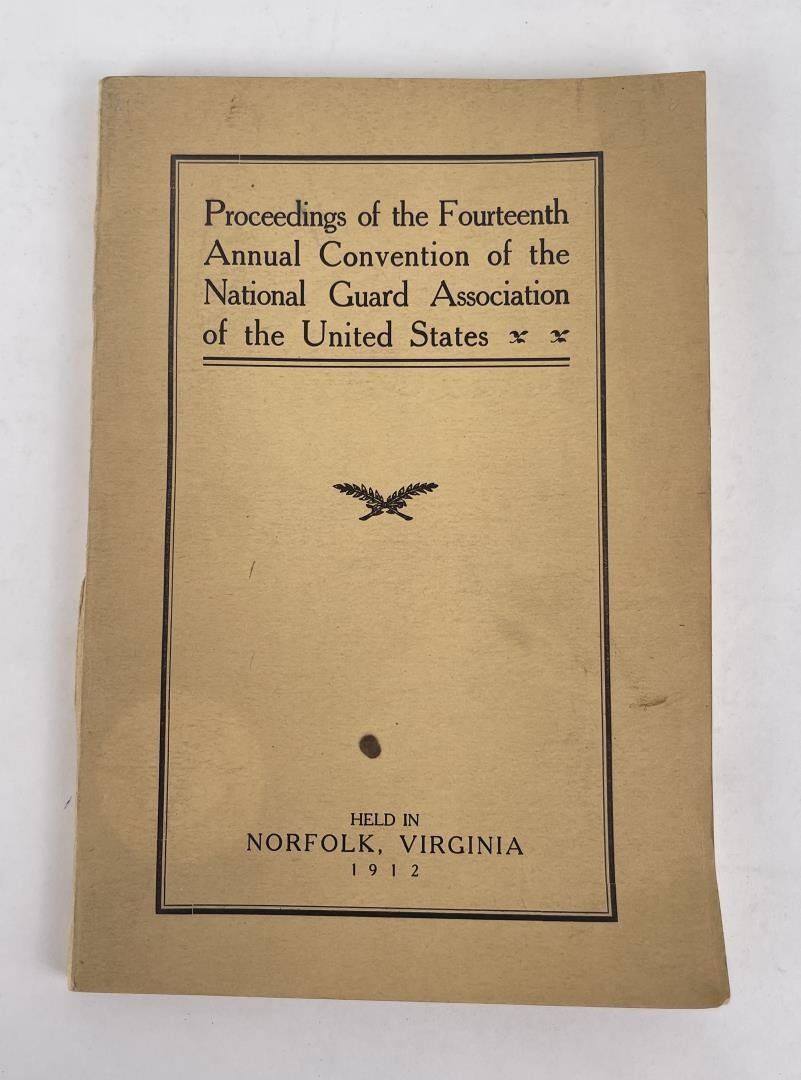 Proceedings of the Fourteenth
Annual Convention of the
National Guard Association
of the United States
HELD IN
NORFOLK, VIRGINIA
1912